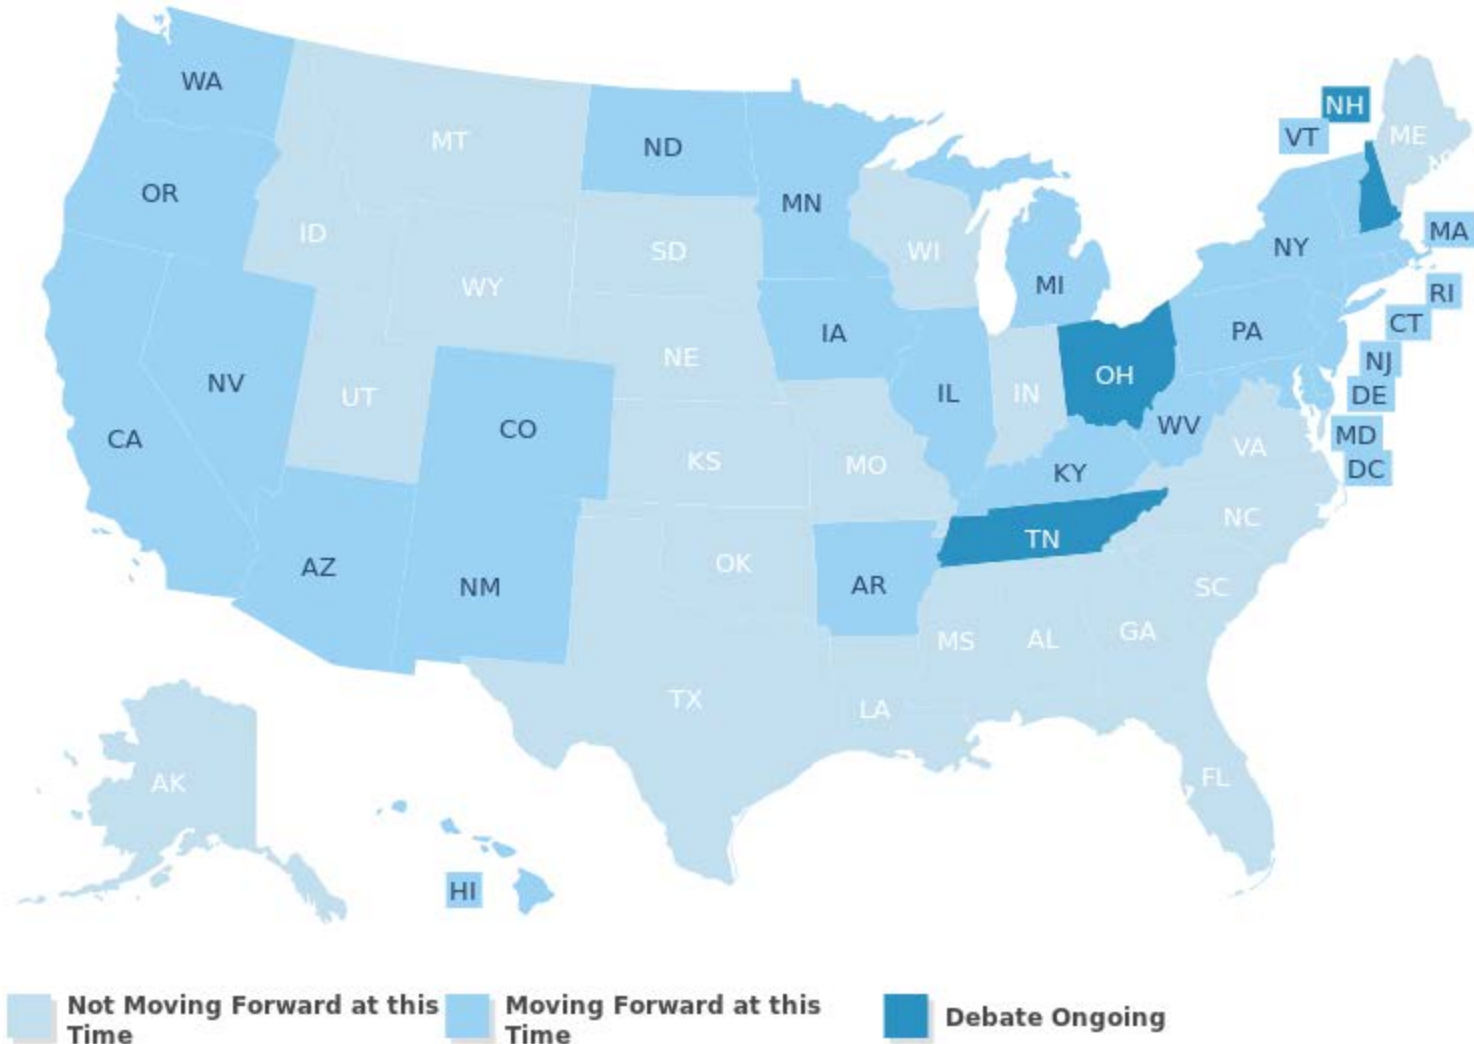 NH
VT
ME
WA
MT
ND
OR
MN
ID
SD
WI
NY
MA
WY
MI
RI
IA
PA
CT
NE
NV
UT
IL
IN
OH
NJ
DE
CO
CA
WV
MD
KS
MO
KY
VA
DC
NC
TN
AZ
NM
OK
AR
SC
MS
AL
GA
TX
LA
AK
FL
HI
Not Moving Forward at this
Time
Moving Forward at this
Time
Debate Ongoing